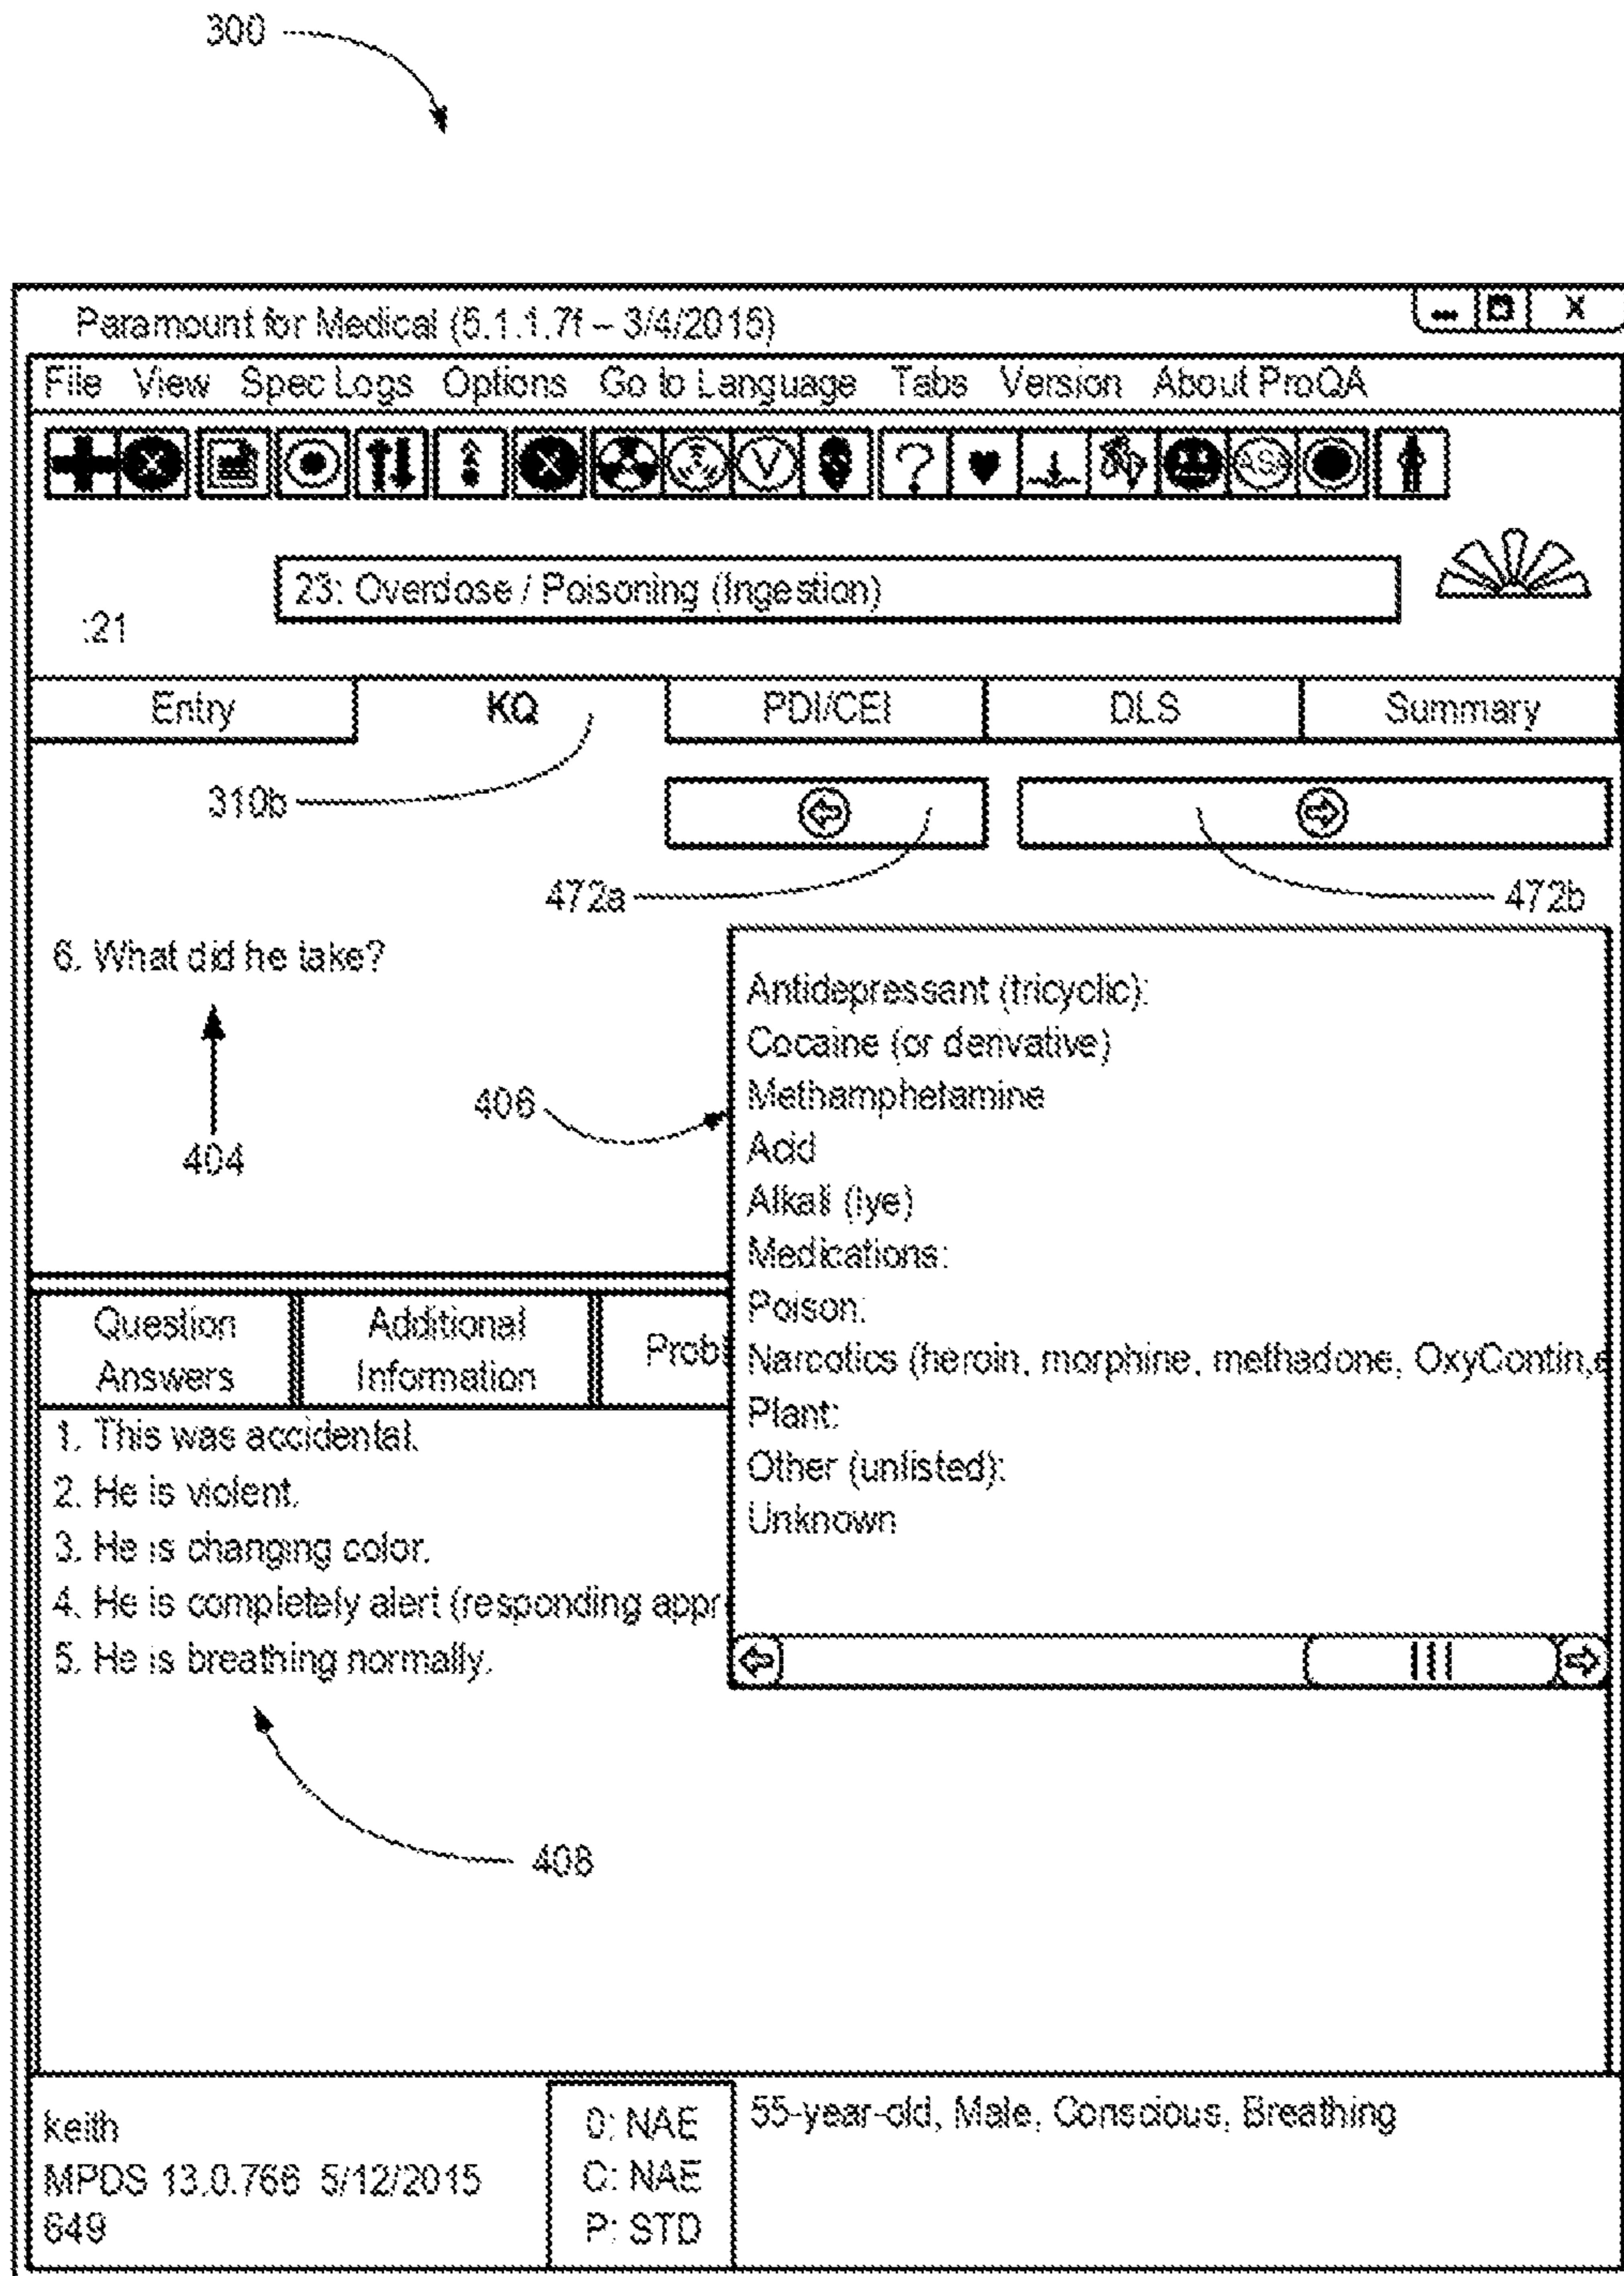 300
Paramount for Medical (5.1.1.7f – 3/4/2015)
File View Spec Logs Options Go to Language Tabs Version About ProQA
23: Overdose / Poisoning (Ingestion)
:21
Entry KQ PDI/CEI DLS Summary
310b
472a 472b
6. What did he take?
404
406
Antidepressant (tricyclic):
Cocaine (or derivative)
Methamphetamine
Acid
Alkali (lye)
Medications:
Poison:
Narcotics (heroin, morphine, methadone, OxyContin,e
Plant:
Other (unlisted):
Unknown
Question Answers
Additional Information
Probl
1. This was accidental.
2. He is violent.
3. He is changing color.
4. He is completely alert (responding appr
5. He is breathing normally.
408
keith
MPDS 13.0.766 5/12/2015
649
0: NAE
C: NAE
P: STD
55-year-old, Male, Conscious, Breathing